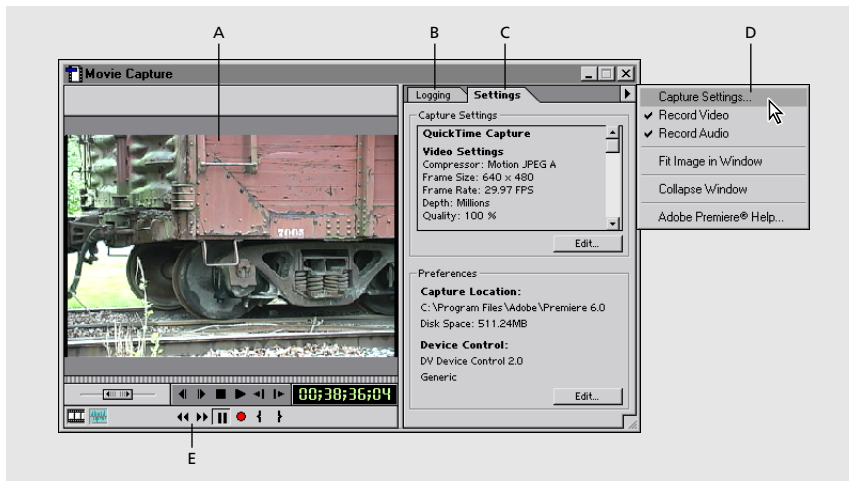 A
B
C
D
Movie Capture
Logging
Settings
Capture Settings
QuickTime Capture
Video Settings
Compressor: Motion JPEG A
Frame Size: 640 x 480
Frame Rate: 29.97 FPS
Depth: Millions
Quality: 100 %
Edit...
Preferences
Capture Location:
C:\Program Files\Adobe\Premiere 6.0
Disk Space: 511.24MB
Device Control:
DV Device Control 2.0
Generic
Edit...
Capture Settings...
Record Video
Record Audio
Fit Image in Window
Collapse Window
Adobe Premiere® Help...
7005
00;38;36;04
E